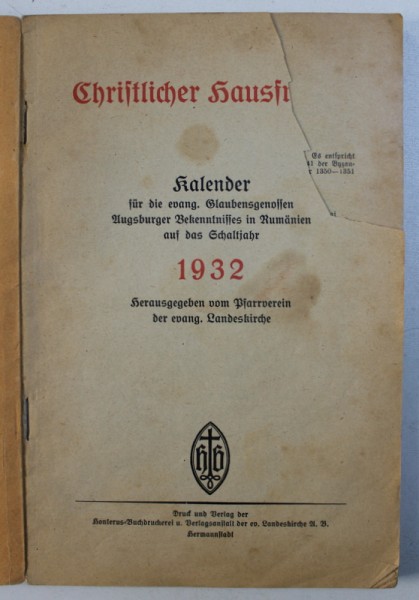 Christlicher Hausfr
Es entspricht
der Byzan-
1350—1351
Kalender
für die evang. Glaubensgenossen
Augsburger Bekenntnisses in Rumänien
auf das Schaltjahr
1932
Herausgegeben vom Pfarrverein
der evang. Landeskirche
Druck und Verlag der
Honterus-Buchdruckerei u. Verlagsanstalt der ev. Landeskirche A. B.
Hermannstadt